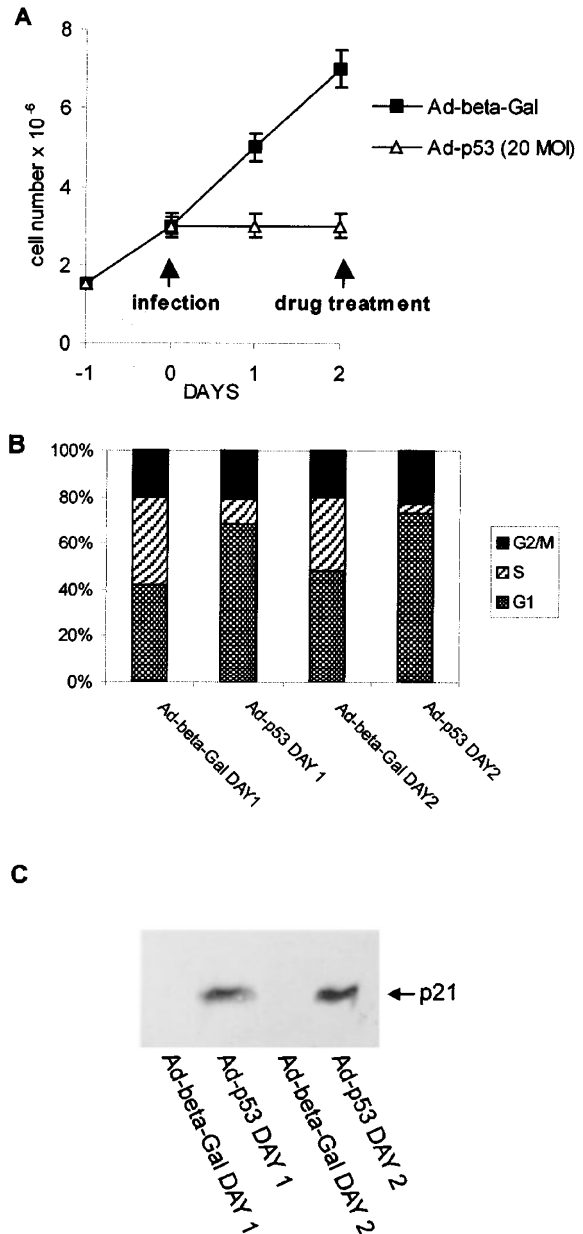 A
8
6
4
2
0
cell number x 10⁻⁶
-1 0 1 2
DAYS
infection
drug treatment
Ad-beta-Gal
Ad-p53 (20 MOI)
B
100%
80%
60%
40%
20%
0%
Ad-beta-Gal DAY1
Ad-p53 DAY 1
Ad-beta-Gal DAY2
Ad-p53 DAY2
G2/M
S
G1
C
p21
Ad-beta-Gal DAY 1
Ad-p53 DAY 1
Ad-beta-Gal DAY 2
Ad-p53 DAY 2